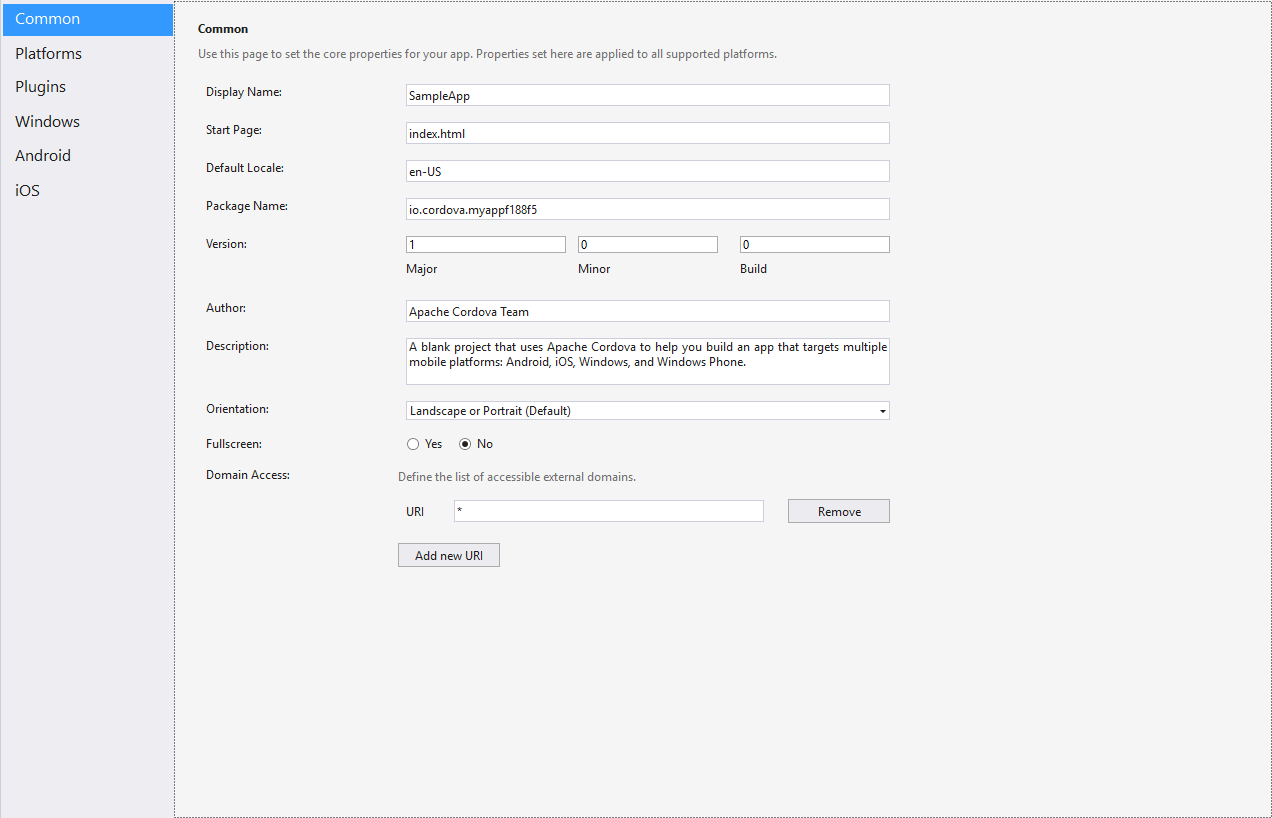 Common
Platforms
Plugins
Windows
Android
iOS
Common
Use this page to set the core properties for your app. Properties set here are applied to all supported platforms.
Display Name: SampleApp
Start Page: index.html
Default Locale: en-US
Package Name: io.cordova.myappf188f5
Version: 1 0 0
Major Minor Build
Author: Apache Cordova Team
Description: A blank project that uses Apache Cordova to help you build an app that targets multiple
mobile platforms: Android, iOS, Windows, and Windows Phone.
Orientation: Landscape or Portrait (Default)
Fullscreen: Yes No
Domain Access: Define the list of accessible external domains.
URI * Remove
Add new URI